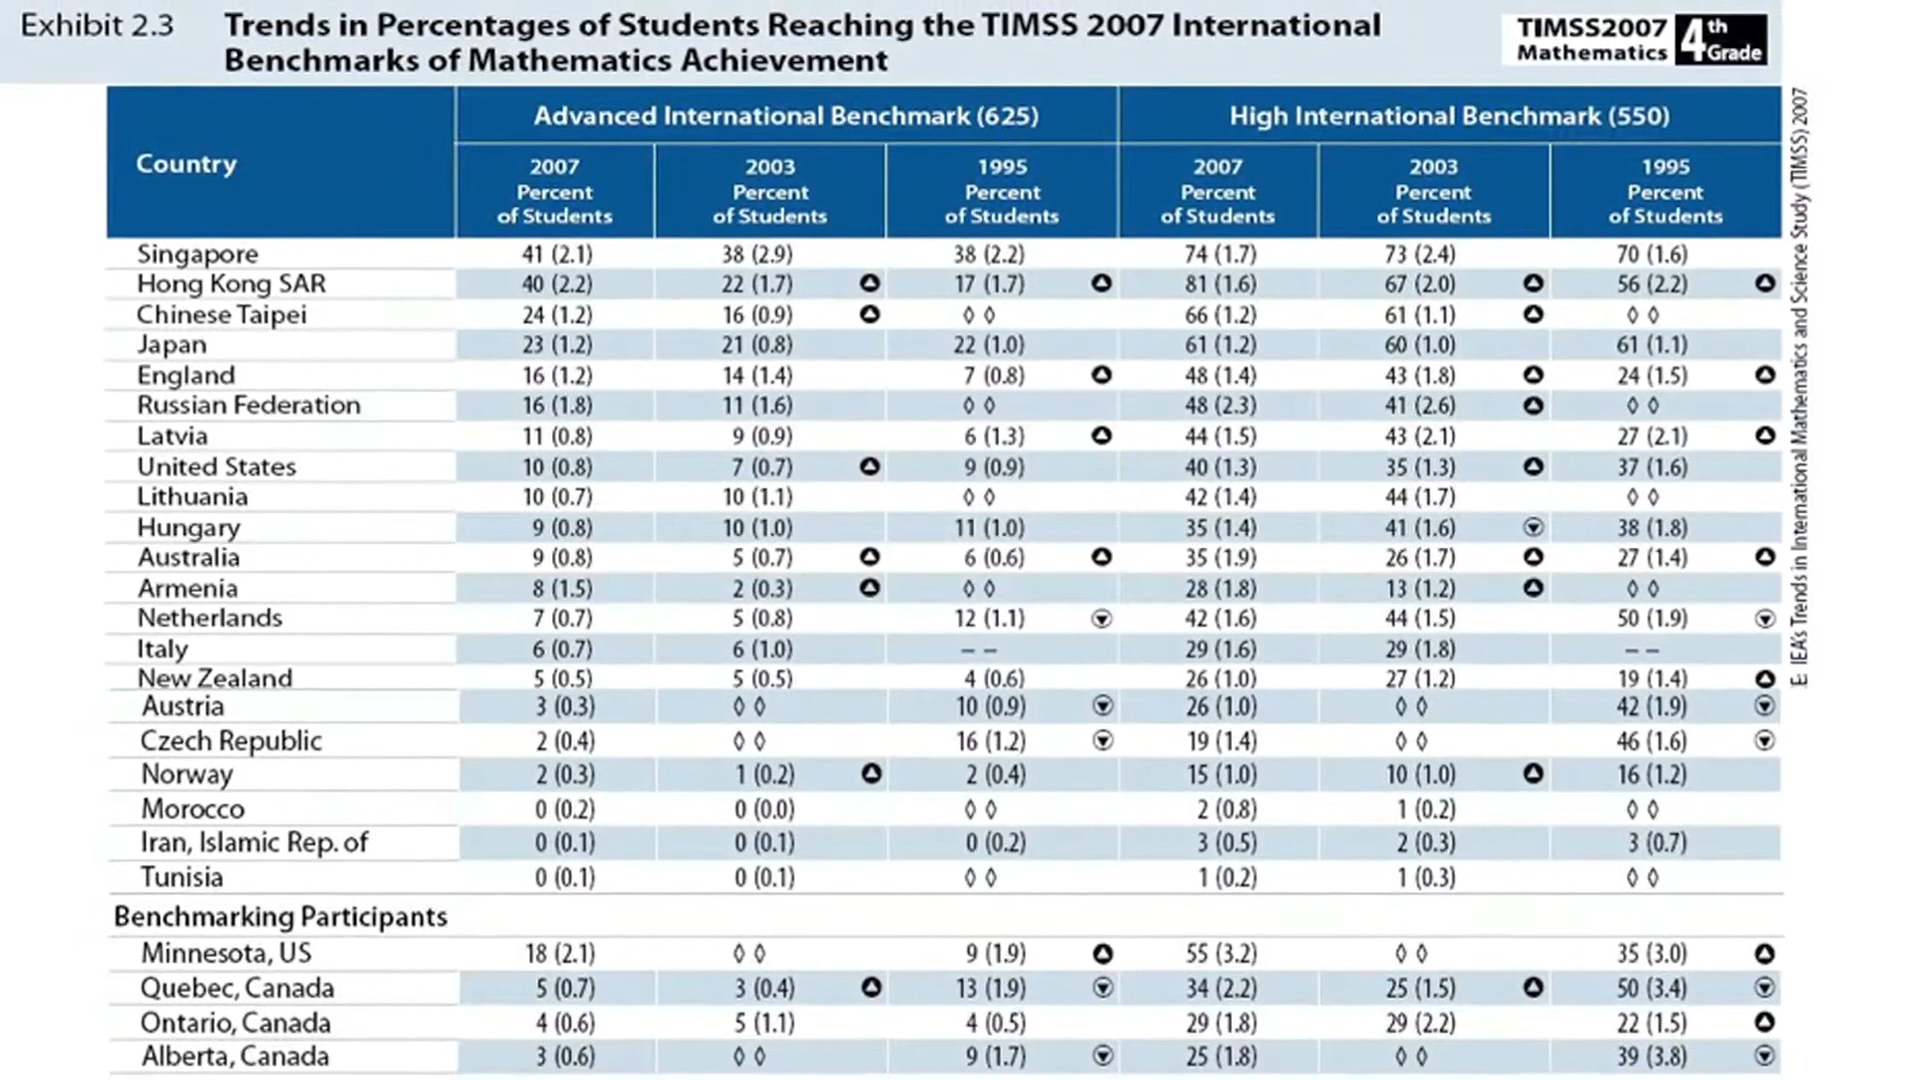 Exhibit 2.3 Trends in Percentages of Students Reaching the TIMSS 2007 International
Benchmarks of Mathematics Achievement
TIMSS2007
Mathematics
4th
Grade
Country
Advanced International Benchmark (625) High International Benchmark (550)
2007 Percent of Students 2003 Percent of Students 1995 Percent of Students 2007 Percent of Students 2003 Percent of Students 1995 Percent of Students
Singapore 41 (2.1) 38 (2.9) 38 (2.2) 74 (1.7) 73 (2.4) 70 (1.6)
Hong Kong SAR 40 (2.2) 22 (1.7) 17 (1.7) 81 (1.6) 67 (2.0) 56 (2.2)
Chinese Taipei 24 (1.2) 16 (0.9) ◊ ◊ 66 (1.2) 61 (1.1) ◊ ◊
Japan 23 (1.2) 21 (0.8) 22 (1.0) 61 (1.2) 60 (1.0) 61 (1.1)
England 16 (1.2) 14 (1.4) 7 (0.8) 48 (1.4) 43 (1.8) 24 (1.5)
Russian Federation 16 (1.8) 11 (1.6) ◊ ◊ 48 (2.3) 41 (2.6) ◊ ◊
Latvia 11 (0.8) 9 (0.9) 6 (1.3) 44 (1.5) 43 (2.1) 27 (2.1)
United States 10 (0.8) 7 (0.7) 9 (0.9) 40 (1.3) 35 (1.3) 37 (1.6)
Lithuania 10 (0.7) 10 (1.1) ◊ ◊ 42 (1.4) 44 (1.7) ◊ ◊
Hungary 9 (0.8) 10 (1.0) 11 (1.0) 35 (1.4) 41 (1.6) 38 (1.8)
Australia 9 (0.8) 5 (0.7) 6 (0.6) 35 (1.9) 26 (1.7) 27 (1.4)
Armenia 8 (1.5) 2 (0.3) ◊ ◊ 28 (1.8) 13 (1.2) ◊ ◊
Netherlands 7 (0.7) 5 (0.8) 12 (1.1) 42 (1.6) 44 (1.5) 50 (1.9)
Italy 6 (0.7) 6 (1.0) – – 29 (1.6) 29 (1.8) – –
New Zealand 5 (0.5) 5 (0.5) 4 (0.6) 26 (1.0) 27 (1.2) 19 (1.4)
Austria 3 (0.3) ◊ ◊ 10 (0.9) 26 (1.0) ◊ ◊ 42 (1.9)
Czech Republic 2 (0.4) ◊ ◊ 16 (1.2) 19 (1.4) ◊ ◊ 46 (1.6)
Norway 2 (0.3) 1 (0.2) 2 (0.4) 15 (1.0) 10 (1.0) 16 (1.2)
Morocco 0 (0.2) 0 (0.0) ◊ ◊ 2 (0.8) 1 (0.2) ◊ ◊
Iran, Islamic Rep. of 0 (0.1) 0 (0.1) 0 (0.2) 3 (0.5) 2 (0.3) 3 (0.7)
Tunisia 0 (0.1) 0 (0.1) ◊ ◊ 1 (0.2) 1 (0.3) ◊ ◊
Benchmarking Participants
Minnesota, US 18 (2.1) ◊ ◊ 9 (1.9) 55 (3.2) ◊ ◊ 35 (3.0)
Quebec, Canada 5 (0.7) 3 (0.4) 13 (1.9) 34 (2.2) 25 (1.5) 50 (3.4)
Ontario, Canada 4 (0.6) 5 (1.1) 4 (0.5) 29 (1.8) 29 (2.2) 22 (1.5)
Alberta, Canada 3 (0.6) ◊ ◊ 9 (1.7) 25 (1.8) ◊ ◊ 39 (3.8)
E: IEA's Trends in International Mathematics and Science Study (TIMSS) 2007